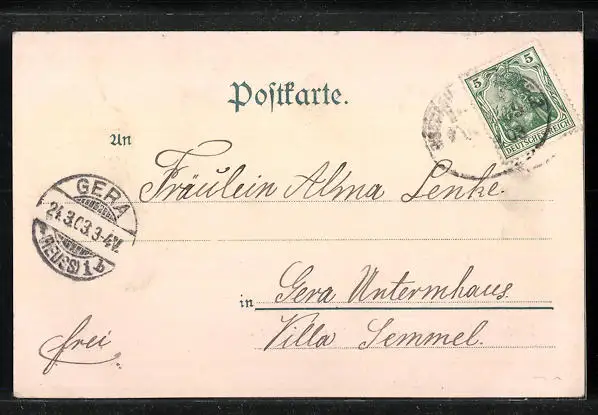 Postkarte.
5 5
DEUTSCHES REICH
An
Fräulein Alma Lenke.
GERA
24.3.03.3-4N.
(REUSS) 1 b
in Gera Untermhaus.
Villa Semmel.
frei